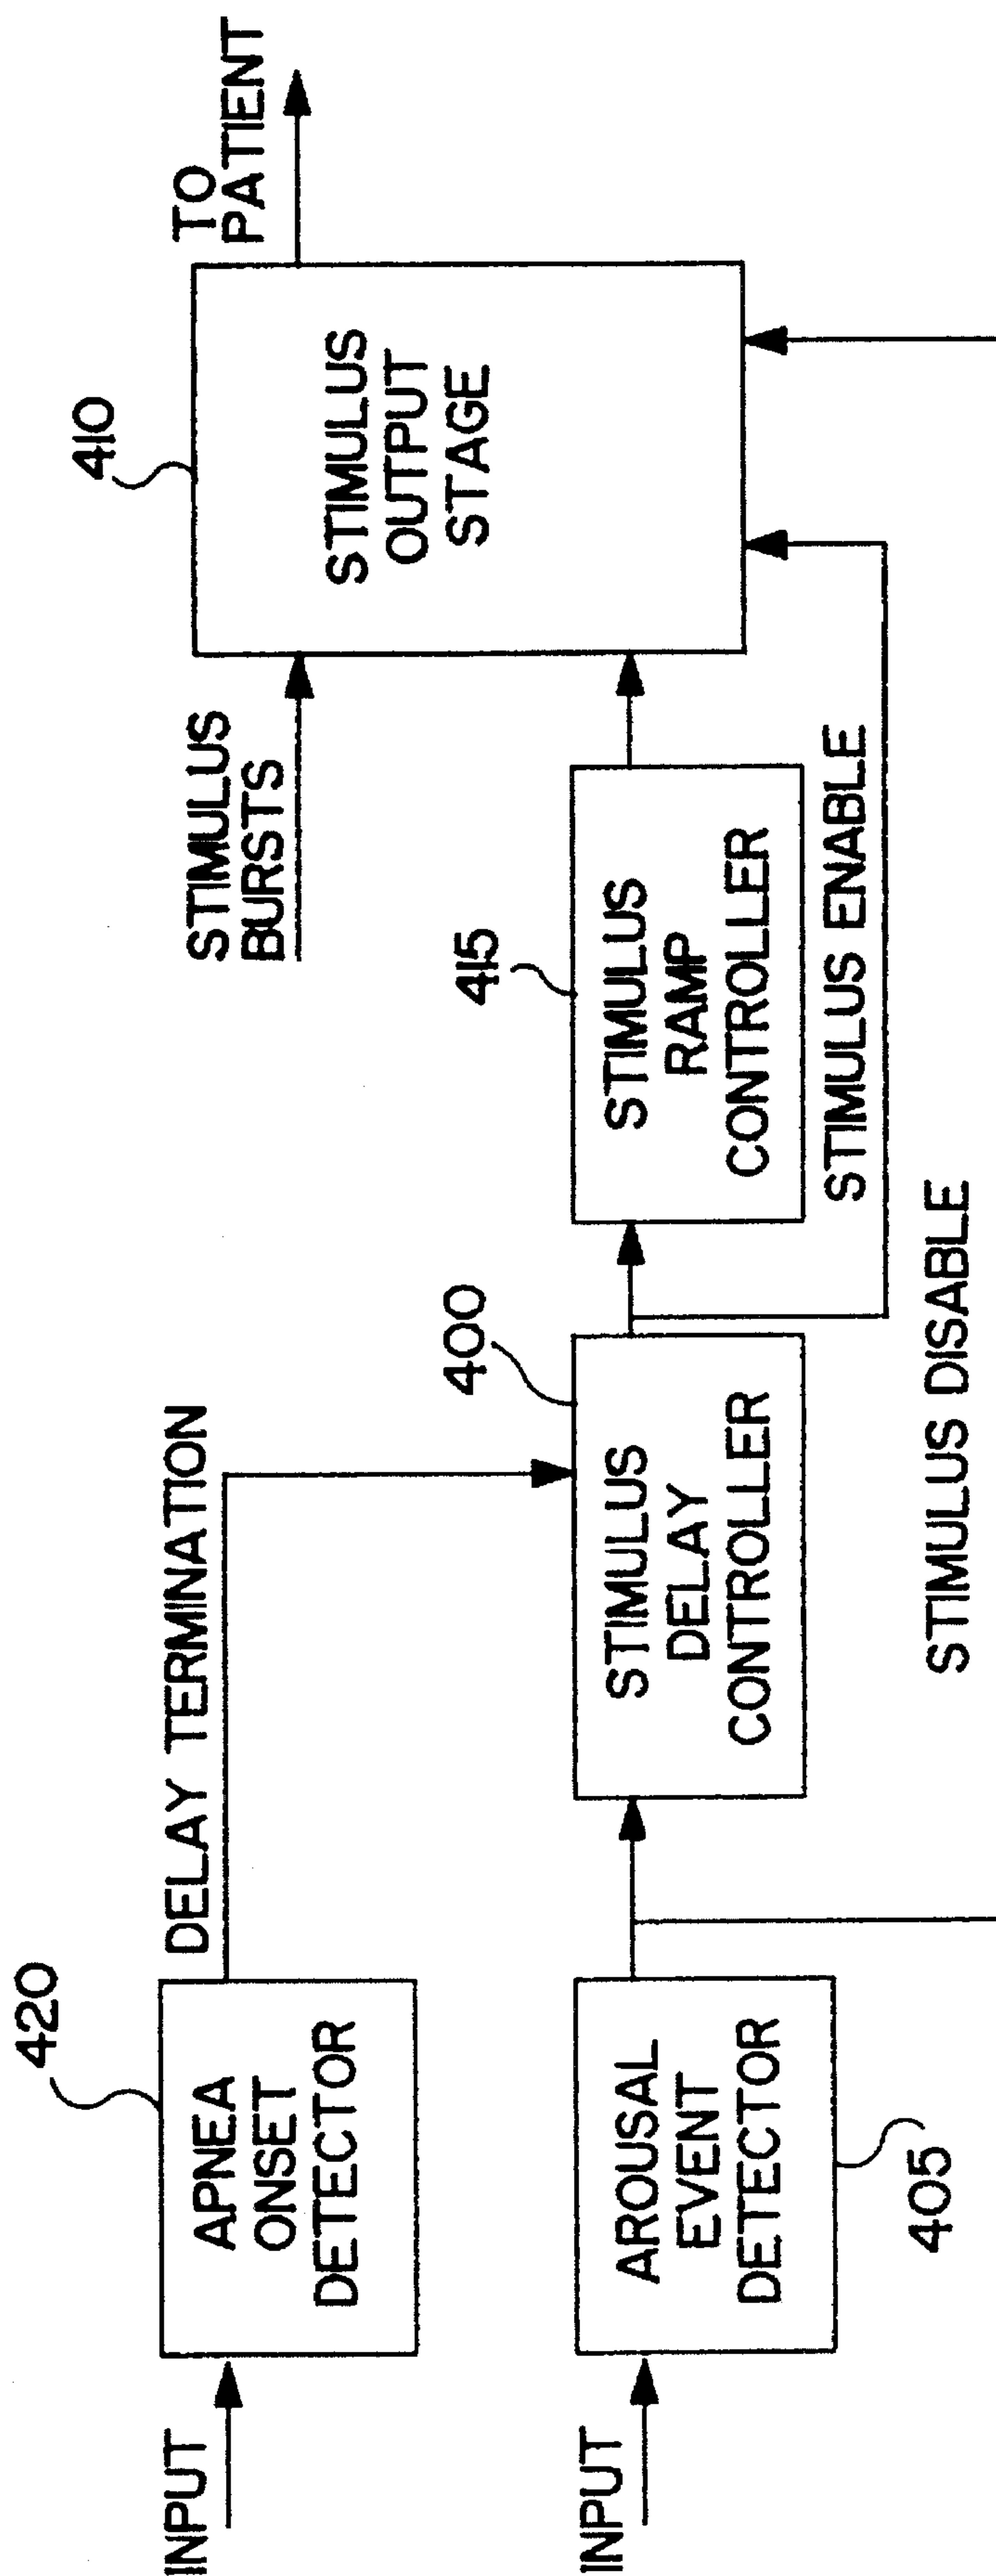 TO
PATIENT
410
STIMULUS
OUTPUT
STAGE
STIMULUS
BURSTS
415
STIMULUS
RAMP
CONTROLLER
STIMULUS ENABLE
DELAY TERMINATION
400
STIMULUS
DELAY
CONTROLLER
STIMULUS DISABLE
420
APNEA
ONSET
DETECTOR
INPUT
AROUSAL
EVENT
DETECTOR
405
INPUT